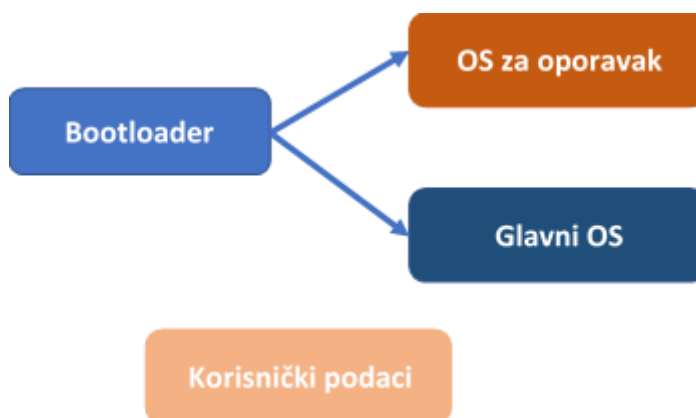 OS za oporavak
Bootloader
Glavni OS
Korisnički podaci